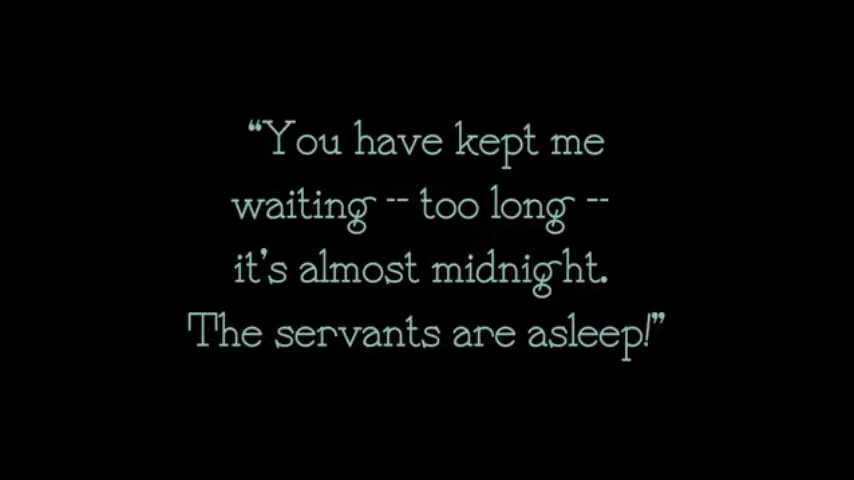 “You have kept me
waiting -- too long --
it’s almost midnight.
The servants are asleep!”